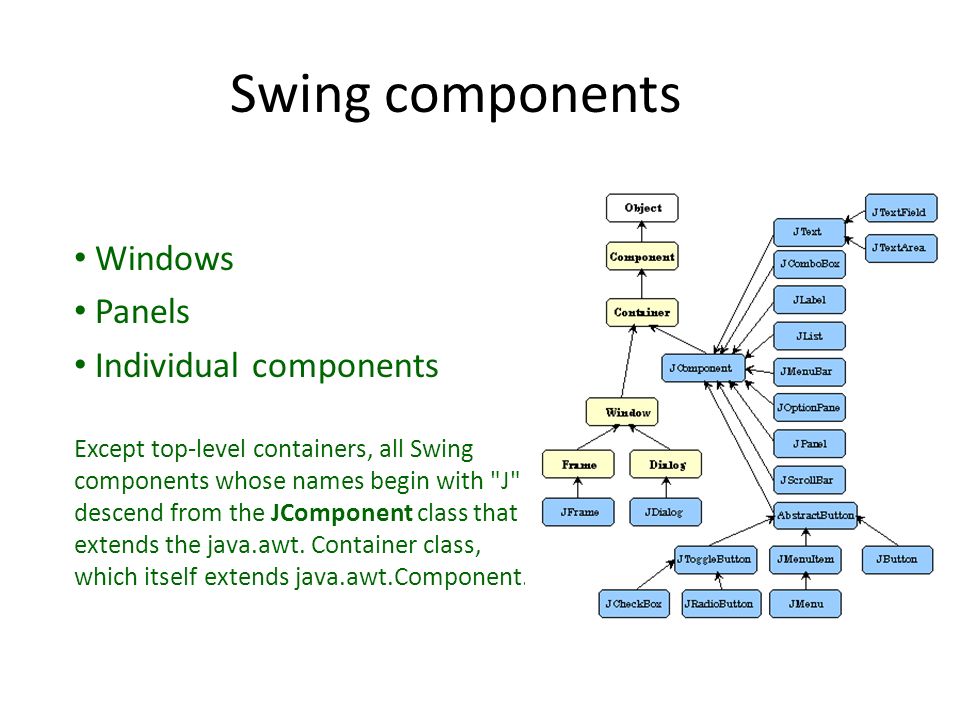 Swing components
• Windows
• Panels
• Individual components
Except top-level containers, all Swing
components whose names begin with "J"
descend from the JComponent class that
extends the java.awt. Container class,
which itself extends java.awt.Component.
Object
Component
Container
Window
Frame
Dialog
JFrame
JDialog
JComponent
JText
JTextField
JTextArea
JComboBox
JLabel
JList
JMenuBar
JOptionPane
JPanel
JScrollBar
AbstractButton
JToggleButton
JMenuItem
JButton
JCheckBox
JRadioButton
JMenu